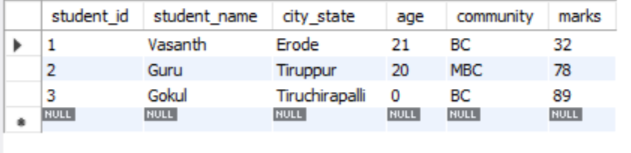 student_id student_name city_state age community marks
1 Vasanth Erode 21 BC 32
2 Guru Tiruppur 20 MBC 78
3 Gokul Tiruchirapalli 0 BC 89
NULL NULL NULL NULL NULL NULL